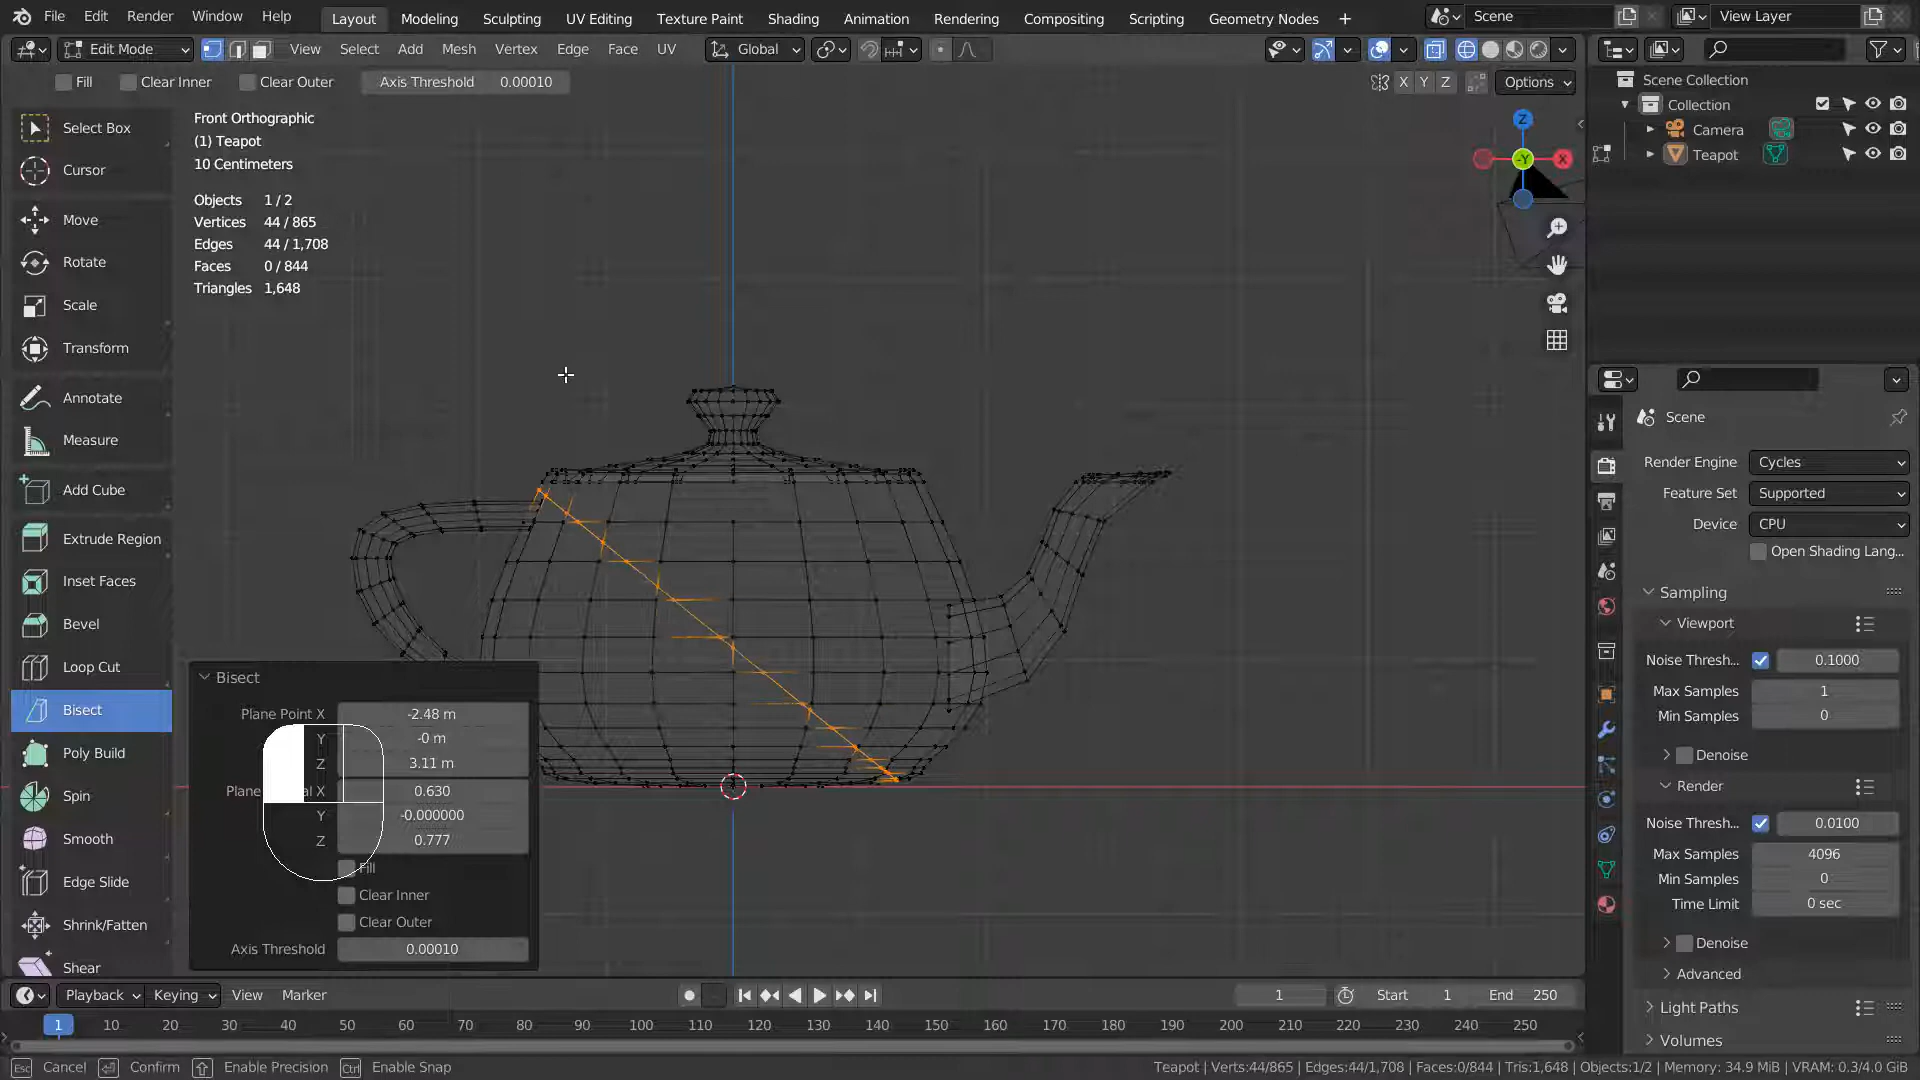 File Edit Render Window Help
Layout Modeling Sculpting UV Editing Texture Paint Shading Animation Rendering Compositing Scripting Geometry Nodes +
Scene
View Layer
Edit Mode
View Select Add Mesh Vertex Edge Face UV
Global
Fill Clear Inner Clear Outer Axis Threshold 0.00010
X Y Z Options
Select Box
Cursor
Move
Rotate
Scale
Transform
Annotate
Measure
Add Cube
Extrude Region
Inset Faces
Bevel
Loop Cut
Bisect
Poly Build
Spin
Smooth
Edge Slide
Shrink/Fatten
Shear
Front Orthographic
(1) Teapot
10 Centimeters
Objects 1 / 2
Vertices 44 / 865
Edges 44 / 1,708
Faces 0 / 844
Triangles 1,648
Z
-Y X
Bisect
Plane Point X -2.48 m
Y -0 m
Z 3.11 m
Plane al X 0.630
Y -0.000000
Z 0.777
Fill
Clear Inner
Clear Outer
Axis Threshold 0.00010
Scene Collection
Collection
Camera
Teapot
Scene
Render Engine Cycles
Feature Set Supported
Device CPU
Open Shading Lang...
Sampling
Viewport
Noise Thresh... 0.1000
Max Samples 1
Min Samples 0
Denoise
Render
Noise Thresh... 0.0100
Max Samples 4096
Min Samples 0
Time Limit 0 sec
Denoise
Advanced
Light Paths
Volumes
Playback Keying View Marker
1 Start 1 End 250
1 10 20 30 40 50 60 70 80 90 100 110 120 130 140 150 160 170 180 190 200 210 220 230 240 250
Esc Cancel Confirm Enable Precision Ctrl Enable Snap
Teapot | Verts:44/865 | Edges:44/1,708 | Faces:0/844 | Tris:1,648 | Objects:1/2 | Memory: 34.9 MiB | VRAM: 0.3/4.0 GiB